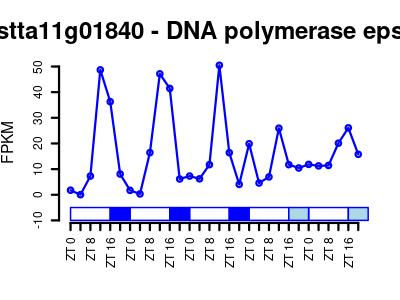 stta11g01840 - DNA polymerase eps
FPKM
50
40
30
20
10
0
-10
ZT 0
ZT 8
ZT 16
ZT 0
ZT 8
ZT 16
ZT 0
ZT 8
ZT 16
ZT 0
ZT 8
ZT 16
ZT 0
ZT 8
ZT 16